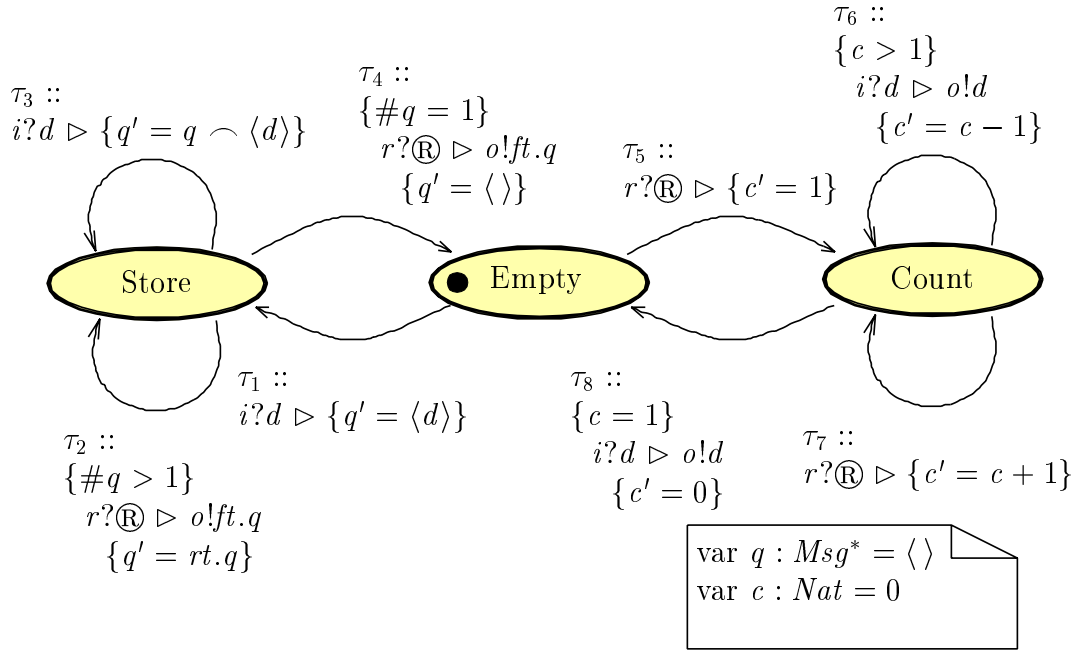 τ₆ ::
{c > 1}
i?d ▷ o!d
{c′ = c − 1}
τ₄ ::
{#q = 1}
r?Ⓡ ▷ o!ft.q
{q′ = ⟨ ⟩}
τ₃ ::
i?d ▷ {q′ = q ⌢ ⟨d⟩}
τ₅ ::
r?Ⓡ ▷ {c′ = 1}
Store
Empty
Count
τ₁ ::
i?d ▷ {q′ = ⟨d⟩}
τ₈ ::
{c = 1}
i?d ▷ o!d
{c′ = 0}
τ₂ ::
{#q > 1}
r?Ⓡ ▷ o!ft.q
{q′ = rt.q}
τ₇ ::
r?Ⓡ ▷ {c′ = c + 1}
var q : Msg* = ⟨ ⟩
var c : Nat = 0